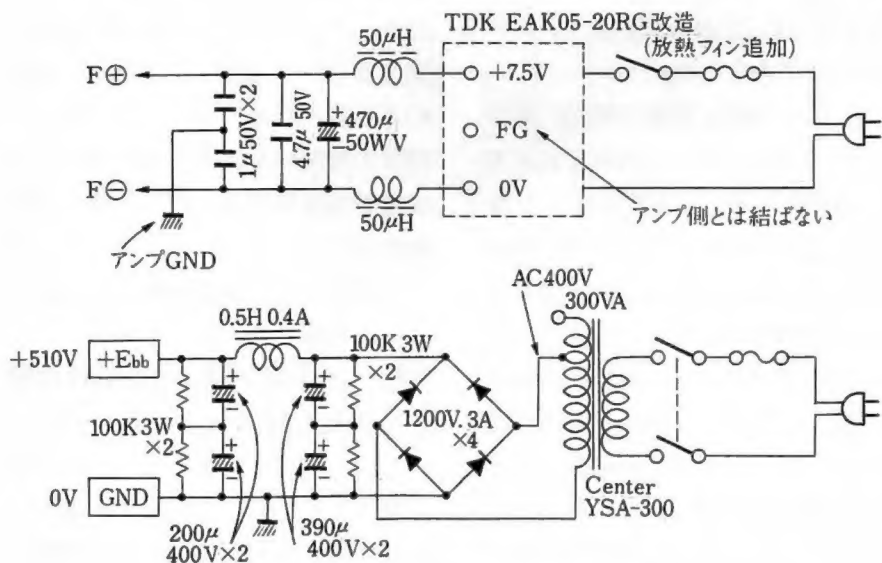 TDK EAK05-20RG改造
(放熱フィン追加)
50μH
F⊕
+7.5V
1μ50V×2
4.7μ 50V
+
470μ
−50WV
FG
F⊖
0V
50μH
アンプGND
アンプ側とは結ばない
AC400V
300VA
0.5H 0.4A
100K 3W
×2
+510V
+Ebb
+
−
+
−
1200V.3A
×4
100K 3W
×2
+
−
+
−
0V
GND
Center
YSA-300
200μ
400V×2
390μ
400V×2